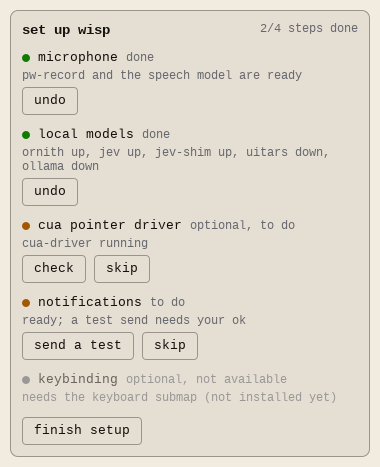 set up wisp 2/4 steps done
microphone done
pw-record and the speech model are ready
undo
local models done
ornith up, jev up, jev-shim up, uitars down,
ollama down
undo
cua pointer driver optional, to do
cua-driver running
check skip
notifications to do
ready; a test send needs your ok
send a test skip
keybinding optional, not available
needs the keyboard submap (not installed yet)
finish setup